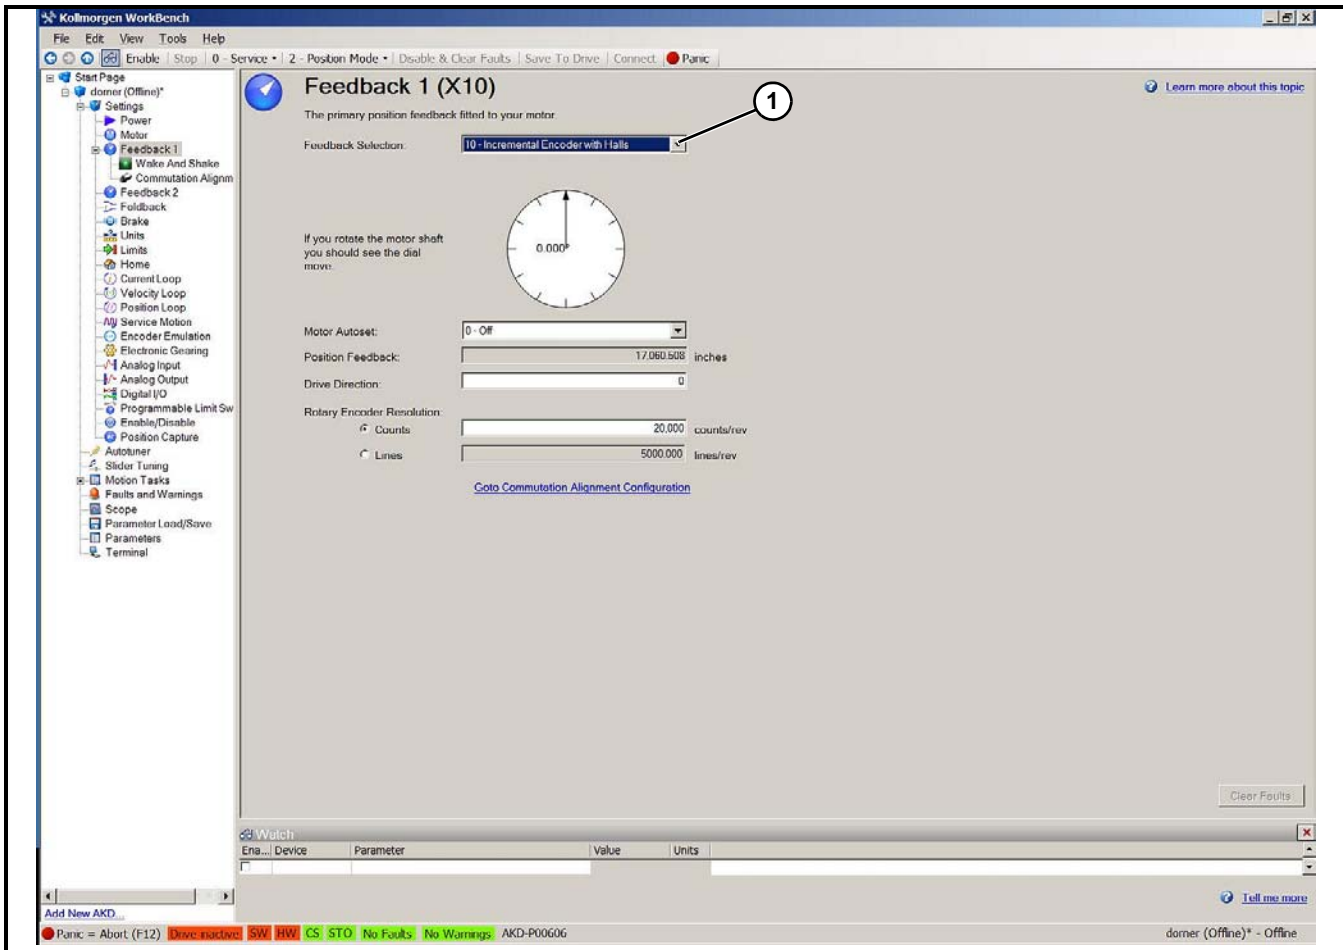 Kollmorgen WorkBench
File Edit View Tools Help
Enable Stop 0 - Service 2 - Position Mode Disable & Clear Faults Save To Drive Connect Panic
Start Page
dorner (Offline)*
Settings
Power
Motor
Feedback 1
Wake And Shake
Commutation Alignm
Feedback 2
Foldback
Brake
Units
Limits
Home
Current Loop
Velocity Loop
Position Loop
Service Motion
Encoder Emulation
Electronic Gearing
Analog Input
Analog Output
Digital I/O
Programmable Limit Sw
Enable/Disable
Position Capture
Autotuner
Slider Tuning
Motion Tasks
Faults and Warnings
Scope
Parameter Load/Save
Parameters
Terminal
Add New AKD...
Feedback 1 (X10)
Learn more about this topic
The primary position feedback fitted to your motor.
1
Feedback Selection: 10 - Incremental Encoder with Halls
If you rotate the motor shaft
you should see the dial
move.
0.000°
Motor Autoset: 0 - Off
Position Feedback: 17,060.508 inches
Drive Direction: 0
Rotary Encoder Resolution:
Counts 20,000 counts/rev
Lines 5000.000 lines/rev
Goto Commutation Alignment Configuration
Clear Faults
Watch
Ena... Device Parameter Value Units
Tell me more
Panic = Abort (F12) Drive inactive SW HW CS STO No Faults No Warnings AKD-P00606 dorner (Offline)* - Offline